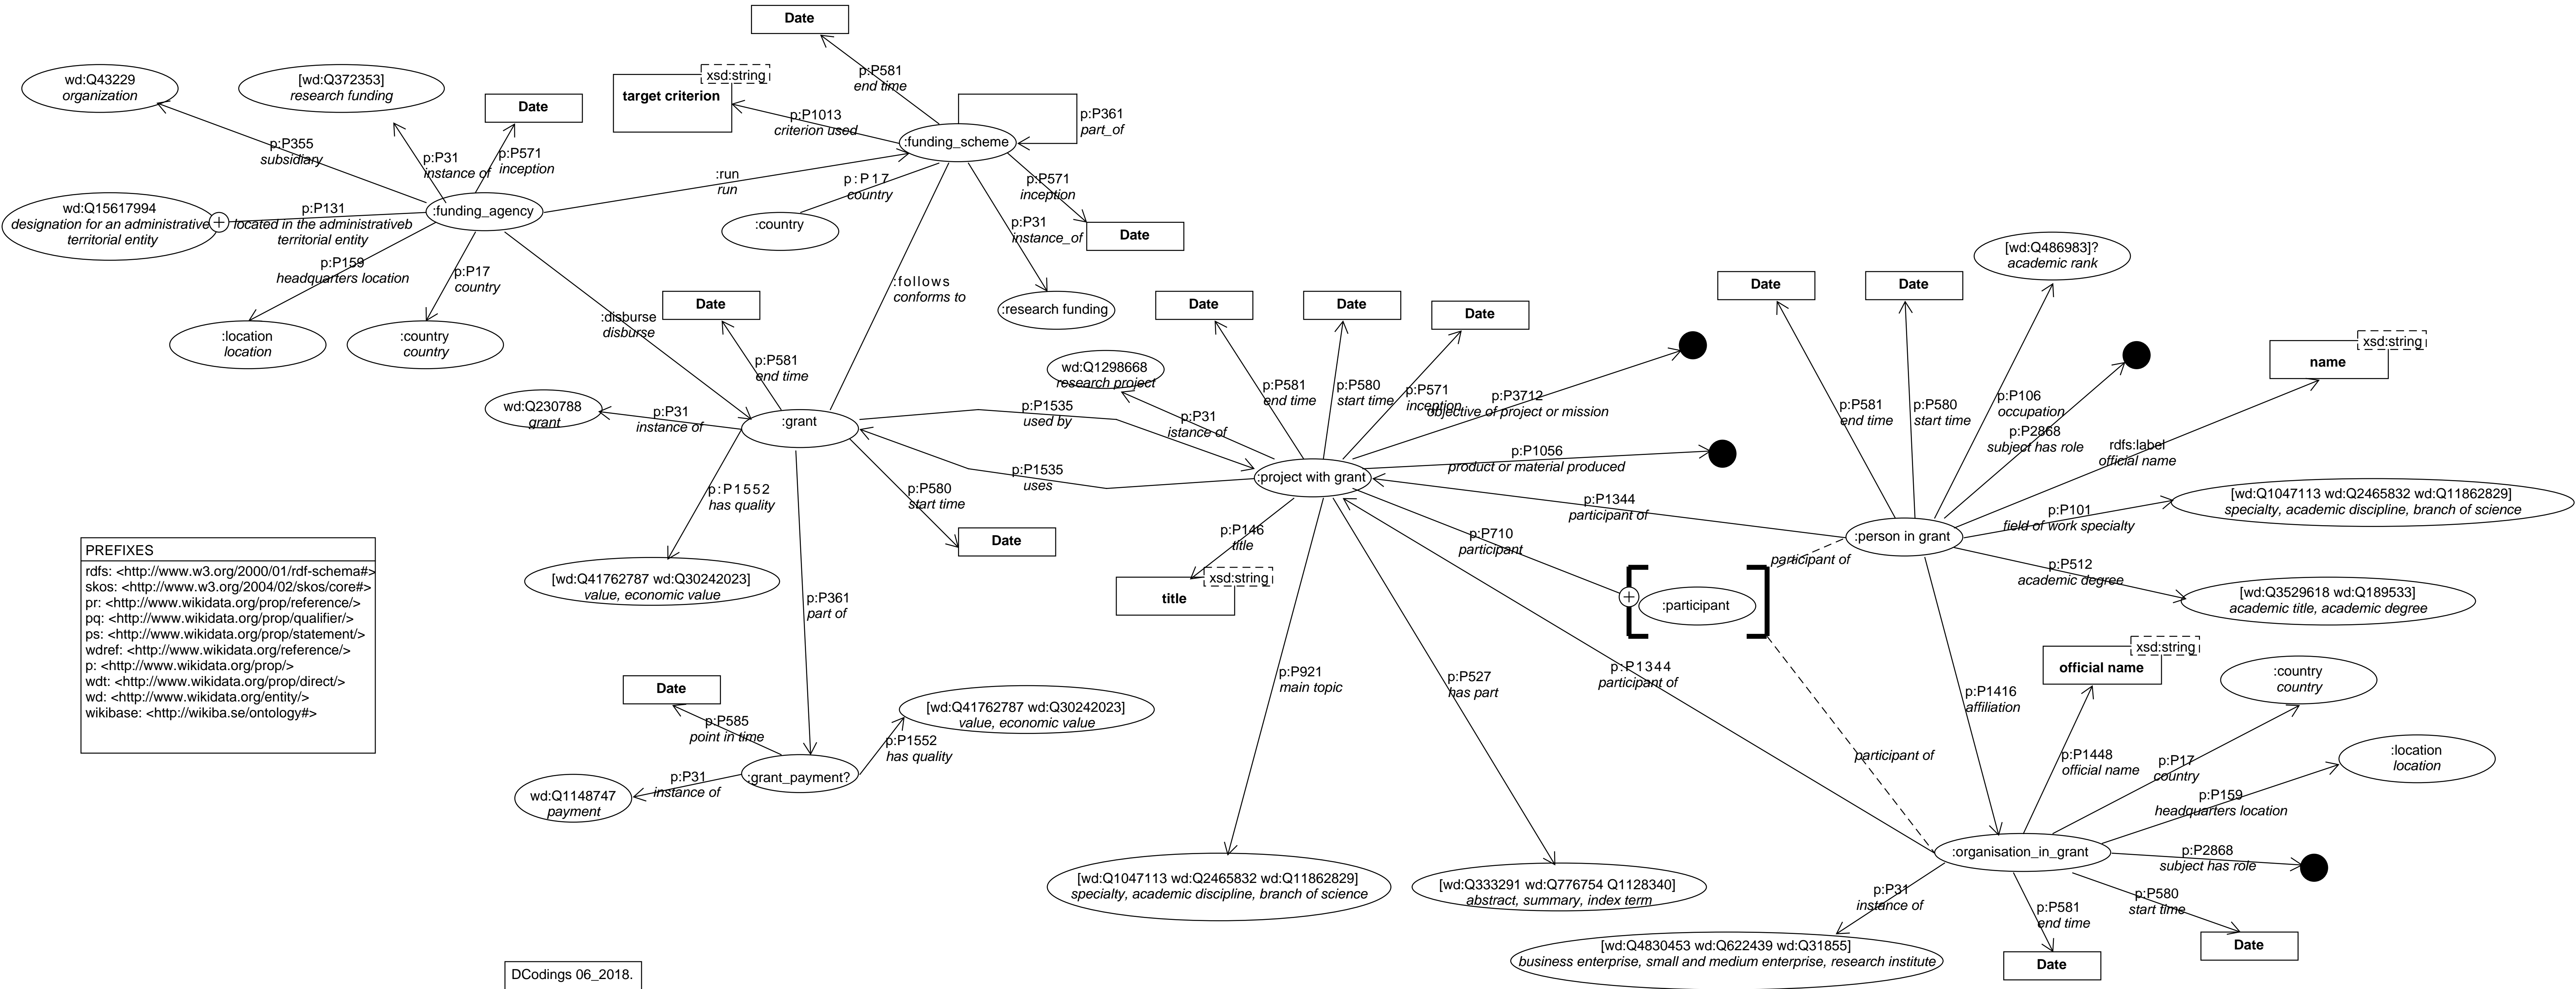 Date
p:P581
end time
xsd:string
target criterion
p:P1013
criterion used
:funding_scheme
p:P361
part_of
wd:Q43229
organization
[wd:Q372353]
research funding
Date
p:P355
subsidiary
p:P31
instance of
p:P571
inception
:run
run
p:P17
country
:country
p:P571
inception
Date
p:P31
instance_of
:research funding
wd:Q15617994
designation for an administrative
territorial entity
p:P131
located in the administrativeb
territorial entity
:funding_agency
p:P159
headquarters location
p:P17
country
:location
location
:country
country
:disburse
disburse
:follows
conforms to
Date
p:P581
end time
wd:Q230788
grant
p:P31
instance of
:grant
p:P1535
used by
p:P1535
uses
p:P1552
has quality
p:P580
start time
Date
[wd:Q41762787 wd:Q30242023]
value, economic value
p:P361
part of
Date
p:P585
point in time
[wd:Q41762787 wd:Q30242023]
value, economic value
p:P1552
has quality
p:P31
instance of
:grant_payment?
wd:Q1148747
payment
PREFIXES
rdfs: <http://www.w3.org/2000/01/rdf-schema#>
skos: <http://www.w3.org/2004/02/skos/core#>
pr: <http://www.wikidata.org/prop/reference/>
pq: <http://www.wikidata.org/prop/qualifier/>
ps: <http://www.wikidata.org/prop/statement/>
wdref: <http://www.wikidata.org/reference/>
p: <http://www.wikidata.org/prop/>
wdt: <http://www.wikidata.org/prop/direct/>
wd: <http://www.wikidata.org/entity/>
wikibase: <http://wikiba.se/ontology#>
DCodings 06_2018.
Date
Date
Date
wd:Q1298668
research project
p:P31
istance of
p:P581
end time
p:P580
start time
p:P571
inception
p:P3712
objective of project or mission
p:P1056
product or material produced
:project with grant
p:P1344
participant of
p:P146
title
xsd:string
title
p:P710
participant
:participant
participant of
p:P921
main topic
p:P527
has part
p:P1344
participant of
participant of
[wd:Q1047113 wd:Q2465832 wd:Q11862829]
specialty, academic discipline, branch of science
[wd:Q333291 wd:Q776754 Q1128340]
abstract, summary, index term
Date
Date
[wd:Q486983]?
academic rank
p:P581
end time
p:P580
start time
p:P106
occupation
p:P2868
subject has role
xsd:string
name
rdfs:label
official name
:person in grant
p:P101
field of work specialty
[wd:Q1047113 wd:Q2465832 wd:Q11862829]
specialty, academic discipline, branch of science
p:P512
academic degree
[wd:Q3529618 wd:Q189533]
academic title, academic degree
p:P1416
affiliation
xsd:string
official name
:country
country
p:P1448
official name
p:P17
country
:location
location
p:P159
headquarters location
:organisation_in_grant
p:P2868
subject has role
p:P31
instance of
p:P581
end time
p:P580
start time
[wd:Q4830453 wd:Q622439 wd:Q31855]
business enterprise, small and medium enterprise, research institute
Date
Date